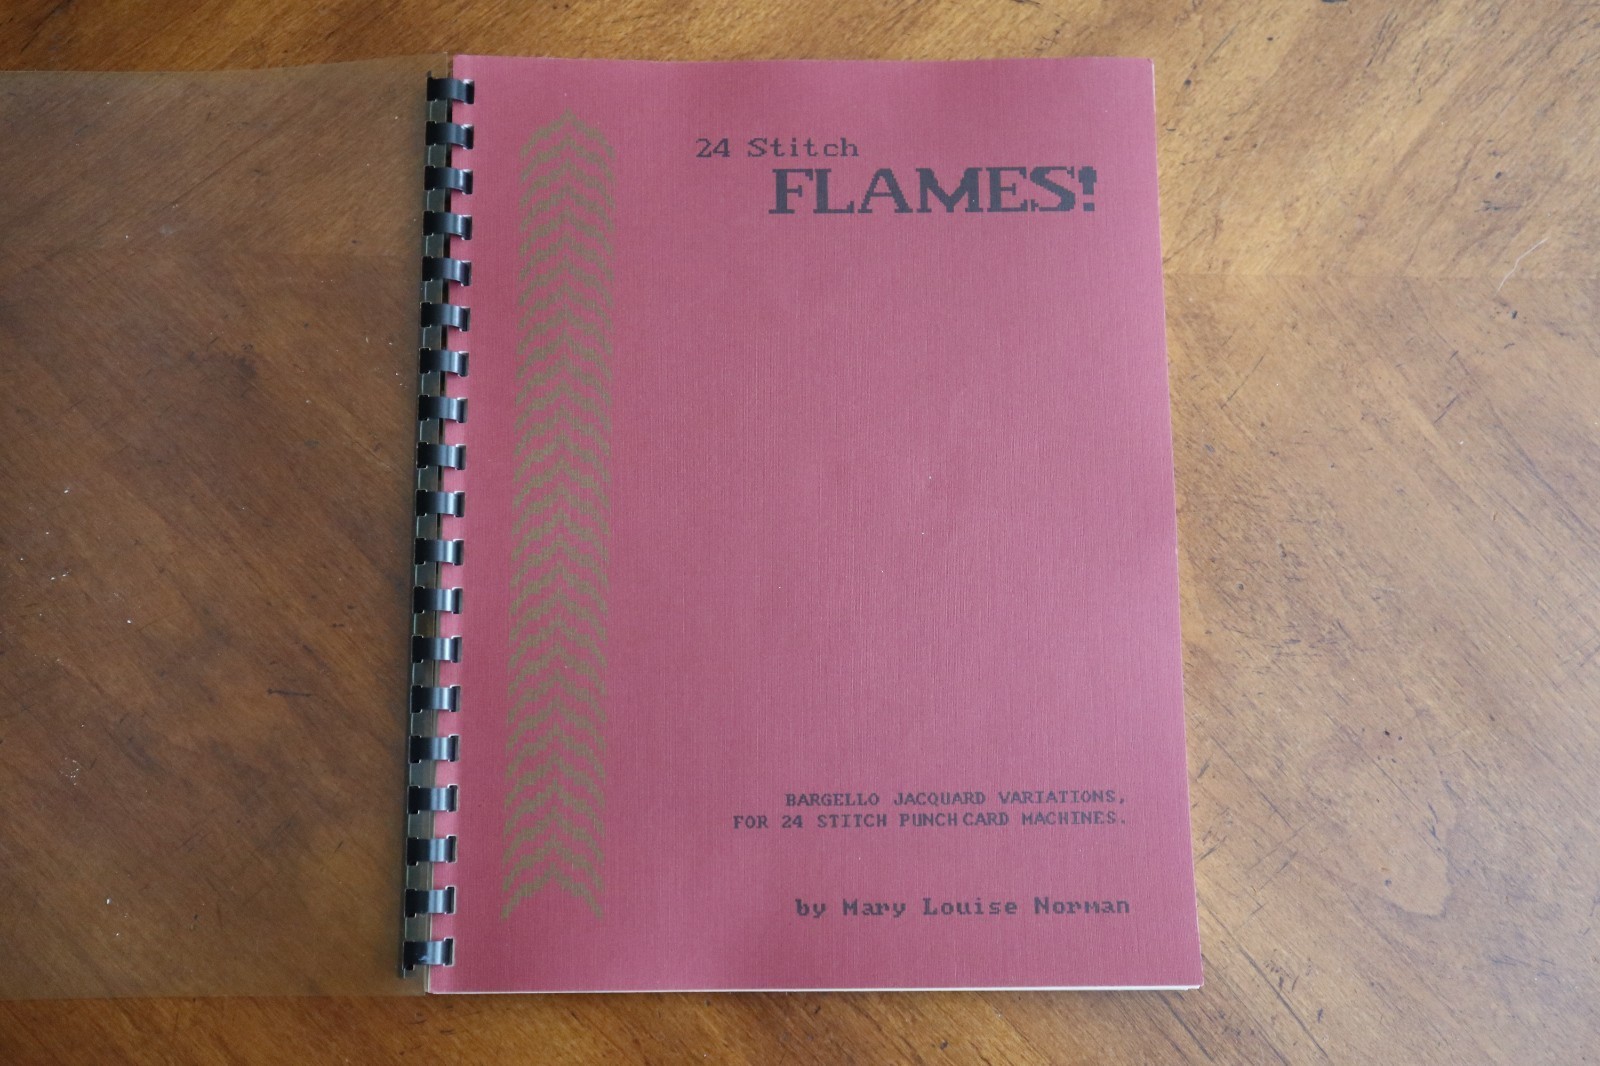 24 Stitch
FLAMES!
BARGELLO JACQUARD VARIATIONS,
FOR 24 STITCH PUNCH CARD MACHINES.
by Mary Louise Norman